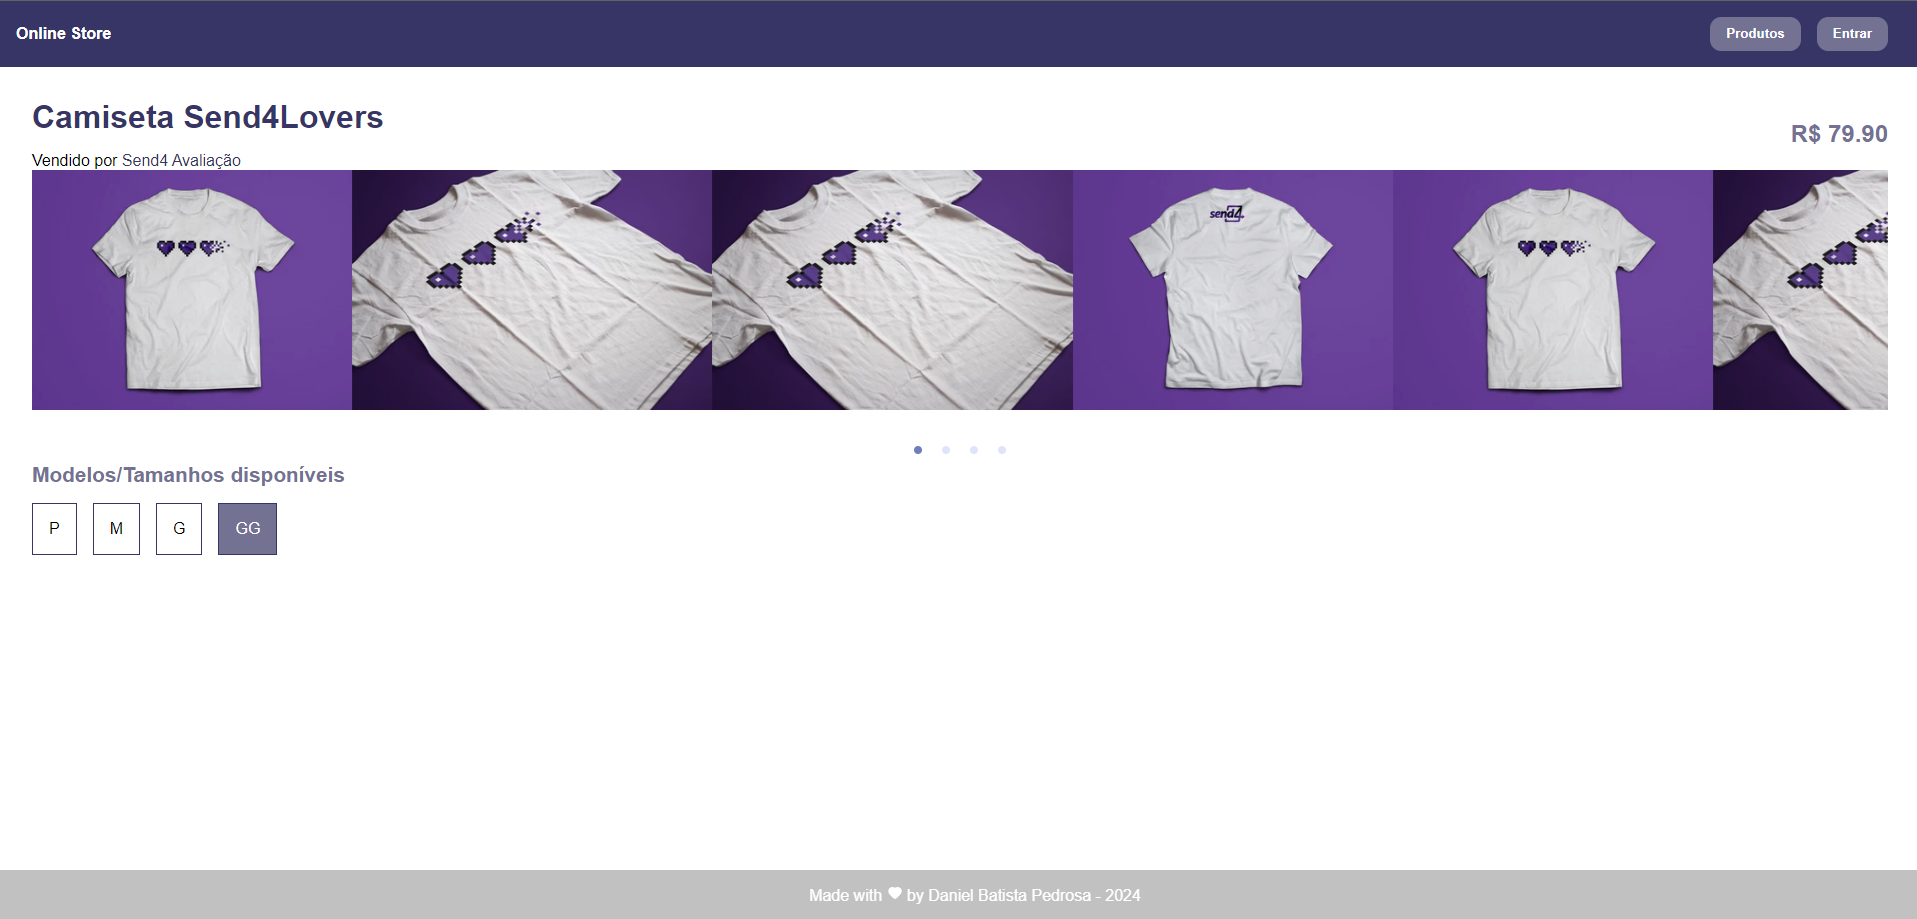 Online Store
Produtos
Entrar
Camiseta Send4Lovers
R$ 79.90
Vendido por Send4 Avaliação
send4
Modelos/Tamanhos disponíveis
P
M
G
GG
Made with ♥ by Daniel Batista Pedrosa - 2024